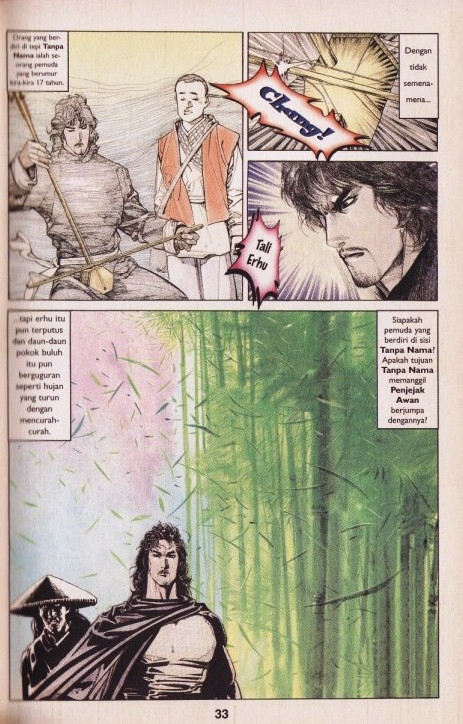 Orang yang ber-
diri di tepi Tanpa
Nama ialah se-
orang pemuda
yang berumur
kira-kira 17 tahun.
Dengan
tidak
semena-
mena...
Chang!
Tali
Erhu
...tapi erhu itu
pun terputus
dan daun-daun
pokok buluh
itu pun
berguguran
seperti hujan
yang turun
dengan
mencurah-
curah.
Siapakah
pemuda yang
berdiri di sisi
Tanpa Nama?
Apakah tujuan
Tanpa Nama
memanggil
Penjejak
Awan
berjumpa
dengannya?
33